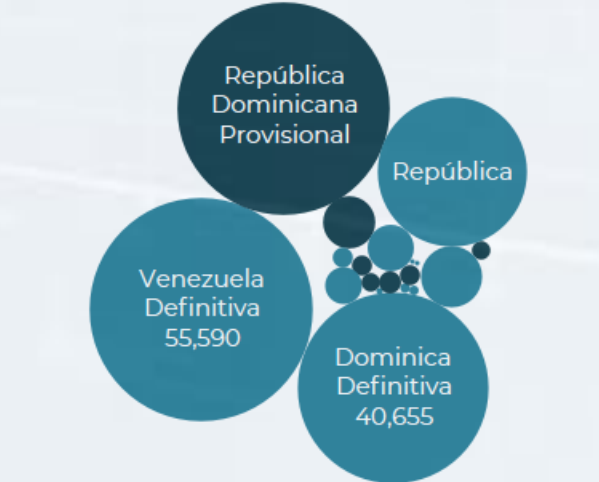 República
Dominicana
Provisional
República
Venezuela
Definitiva
55,590
Dominica
Definitiva
40,655